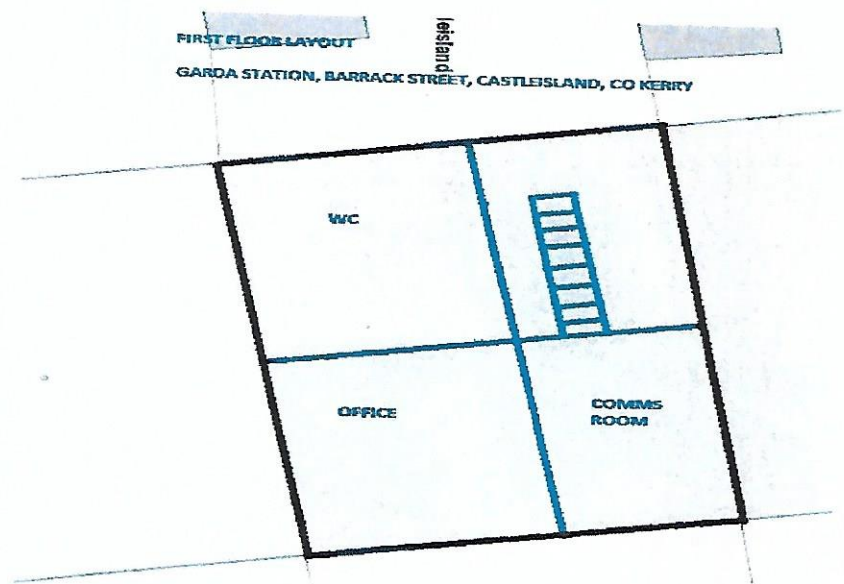 leisland
FIRST FLOOR LAYOUT
GARDA STATION, BARRACK STREET, CASTLEISLAND, CO KERRY
WC
OFFICE
COMMS
ROOM